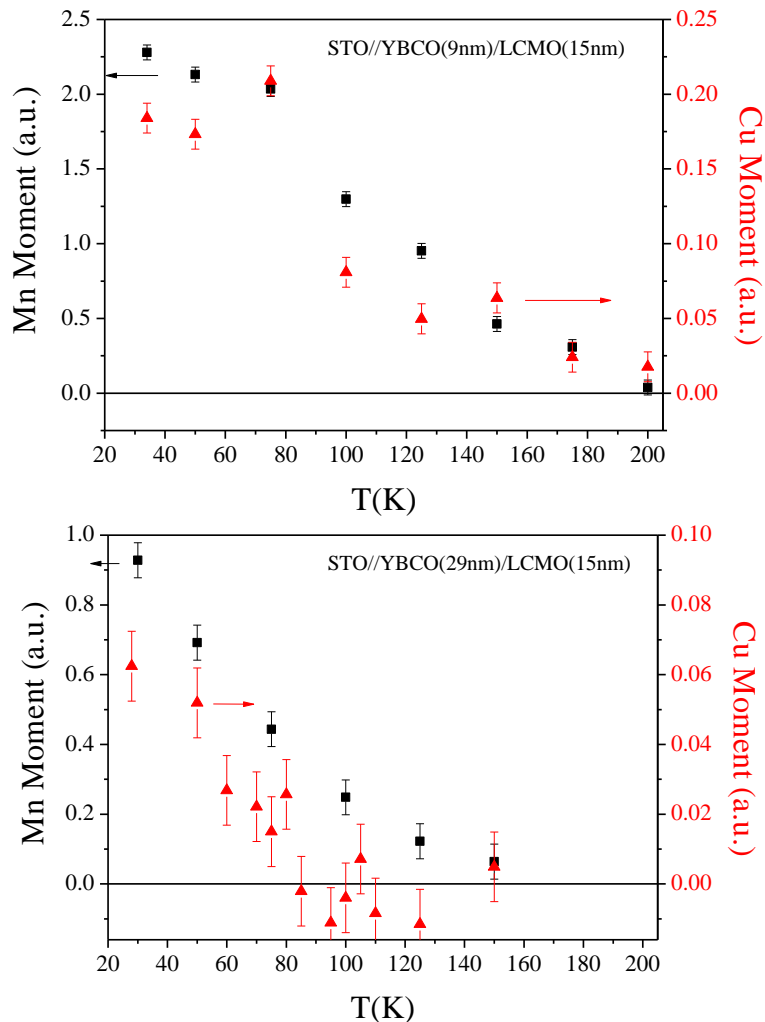 STO//YBCO(9nm)/LCMO(15nm)
Mn Moment (a.u.)
2.5
2.0
1.5
1.0
0.5
0.0
Cu Moment (a.u.)
0.25
0.20
0.15
0.10
0.05
0.00
20 40 60 80 100 120 140 160 180 200
T(K)
STO//YBCO(29nm)/LCMO(15nm)
Mn Moment (a.u.)
1.0
0.8
0.6
0.4
0.2
0.0
Cu Moment (a.u.)
0.10
0.08
0.06
0.04
0.02
0.00
20 40 60 80 100 120 140 160 180 200
T(K)